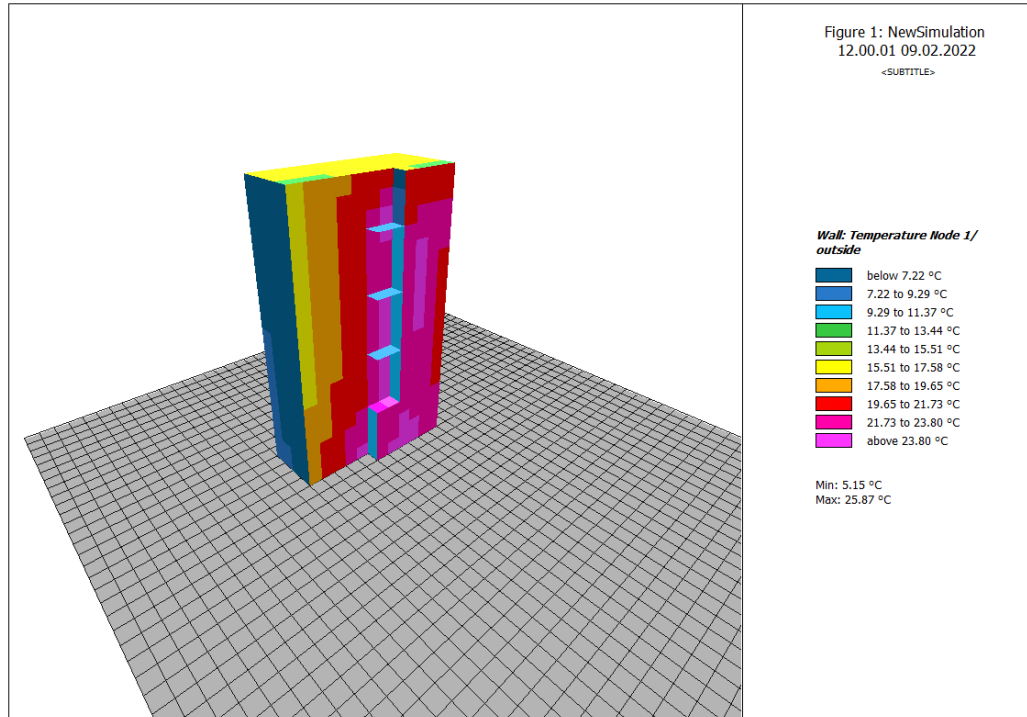 Figure 1: NewSimulation
12.00.01 09.02.2022
<SUBTITLE>
Wall: Temperature Node 1/
outside
below 7.22 °C
7.22 to 9.29 °C
9.29 to 11.37 °C
11.37 to 13.44 °C
13.44 to 15.51 °C
15.51 to 17.58 °C
17.58 to 19.65 °C
19.65 to 21.73 °C
21.73 to 23.80 °C
above 23.80 °C
Min: 5.15 °C
Max: 25.87 °C